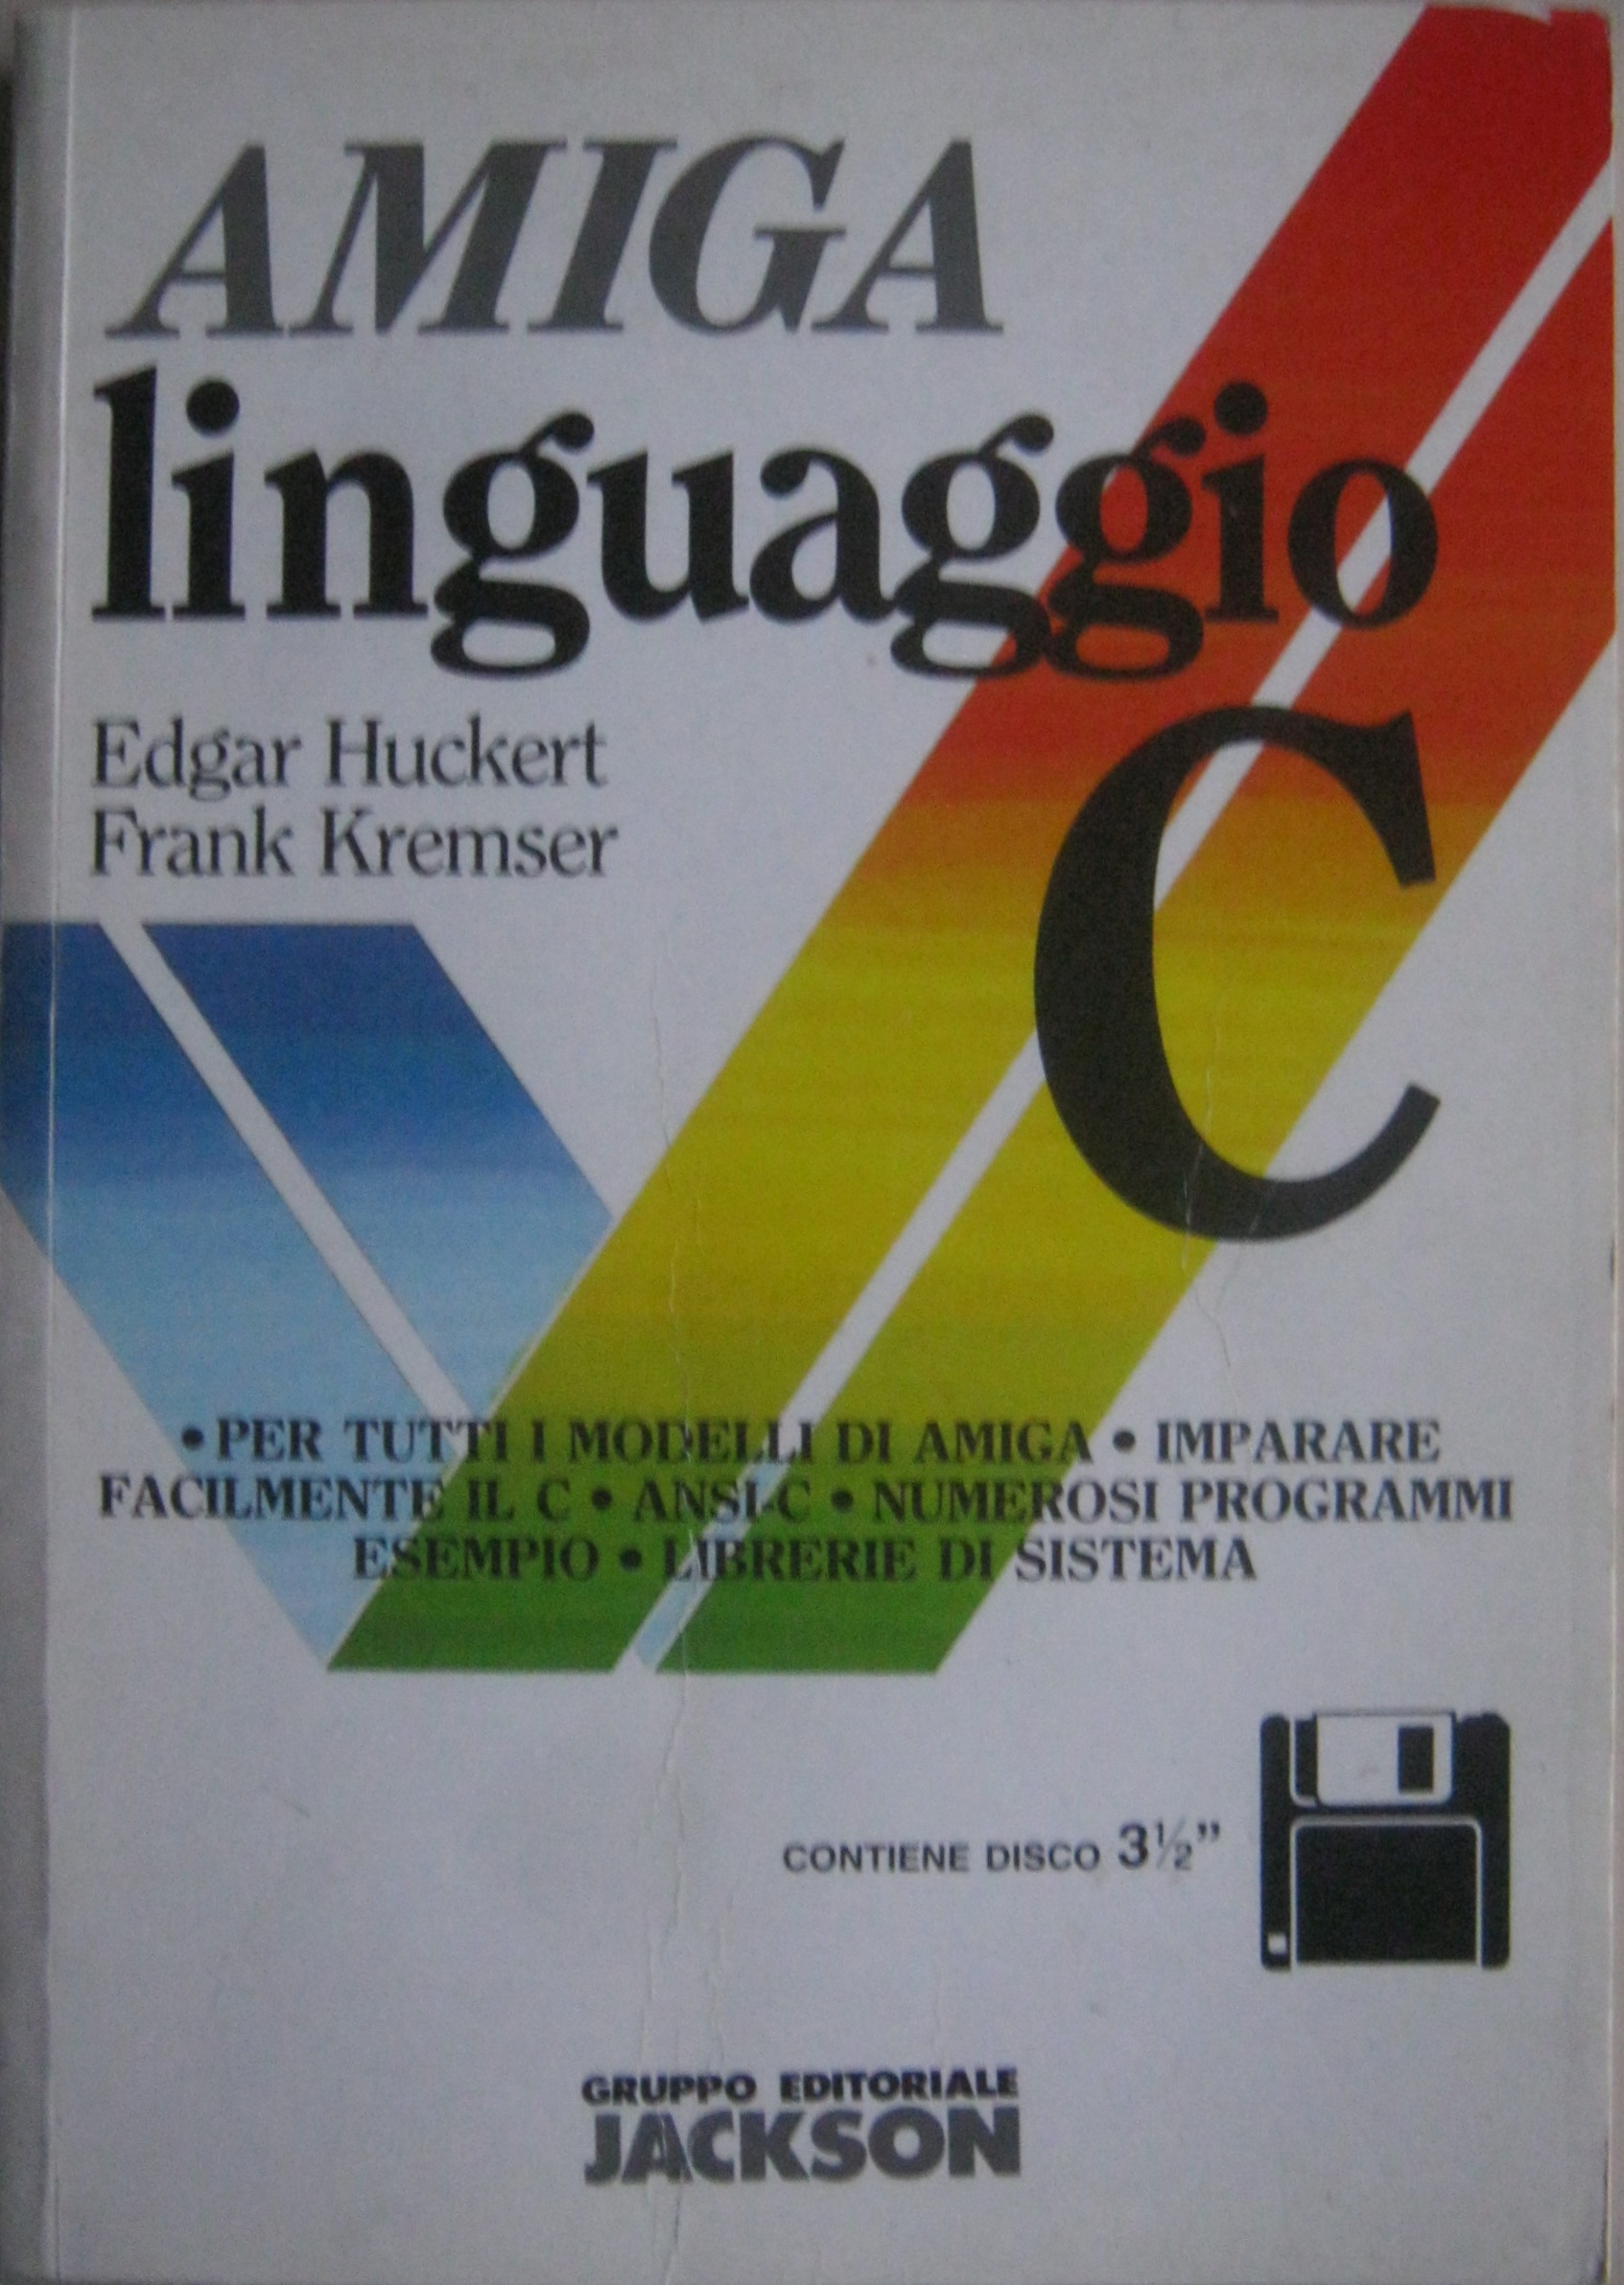 AMIGA
linguaggio
C
Edgar Huckert
Frank Kremser
• PER TUTTI I MODELLI DI AMIGA • IMPARARE
FACILMENTE IL C • ANSI-C • NUMEROSI PROGRAMMI
ESEMPIO • LIBRERIE DI SISTEMA
CONTIENE DISCO 3½”
GRUPPO EDITORIALE
JACKSON